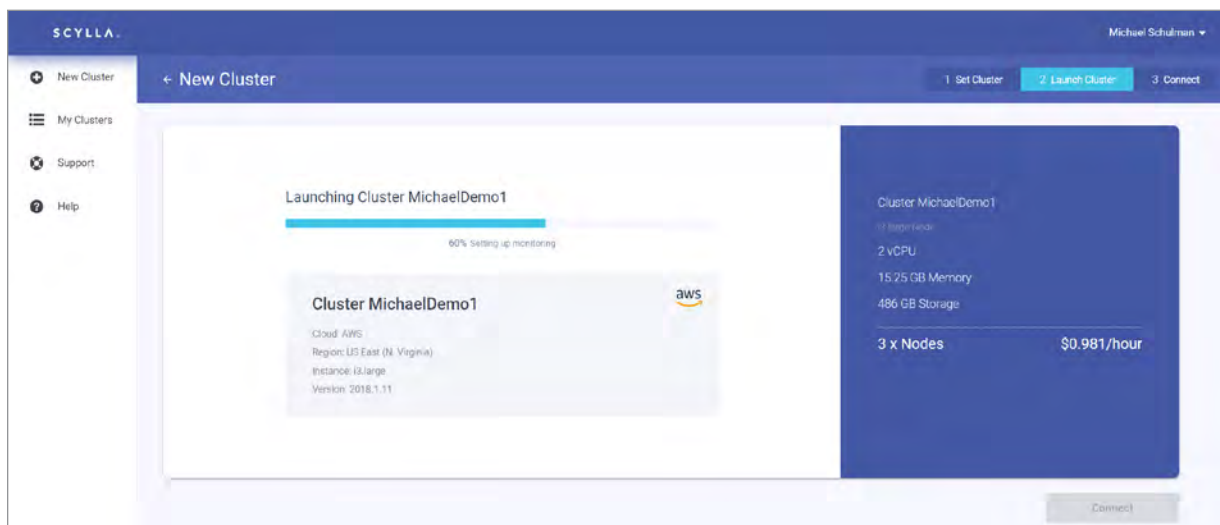 SCYLLA.
Michael Schulman
New Cluster
My Clusters
Support
Help
← New Cluster
1 Set Cluster
2 Launch Cluster
3 Connect
Launching Cluster MichaelDemo1
60% Setting up monitoring
Cluster MichaelDemo1
aws
Cloud: AWS
Region: US East (N. Virginia)
Instance: i3.large
Version: 2018.1.11
Cluster MichaelDemo1
2 vCPU
15.25 GB Memory
486 GB Storage
3 x Nodes $0.981/hour
Connect